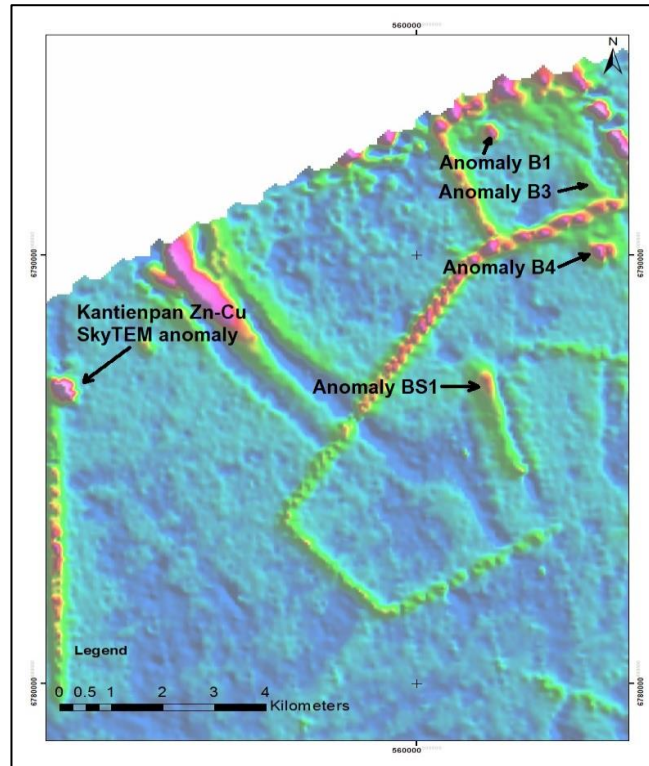 560000
N
Anomaly B1
Anomaly B3
6790000
6790000
Anomaly B4
Kantienpan Zn-Cu
SkyTEM anomaly
Anomaly BS1
Legend
0 0.5 1 2 3 4
Kilometers
6780000
6780000
560000